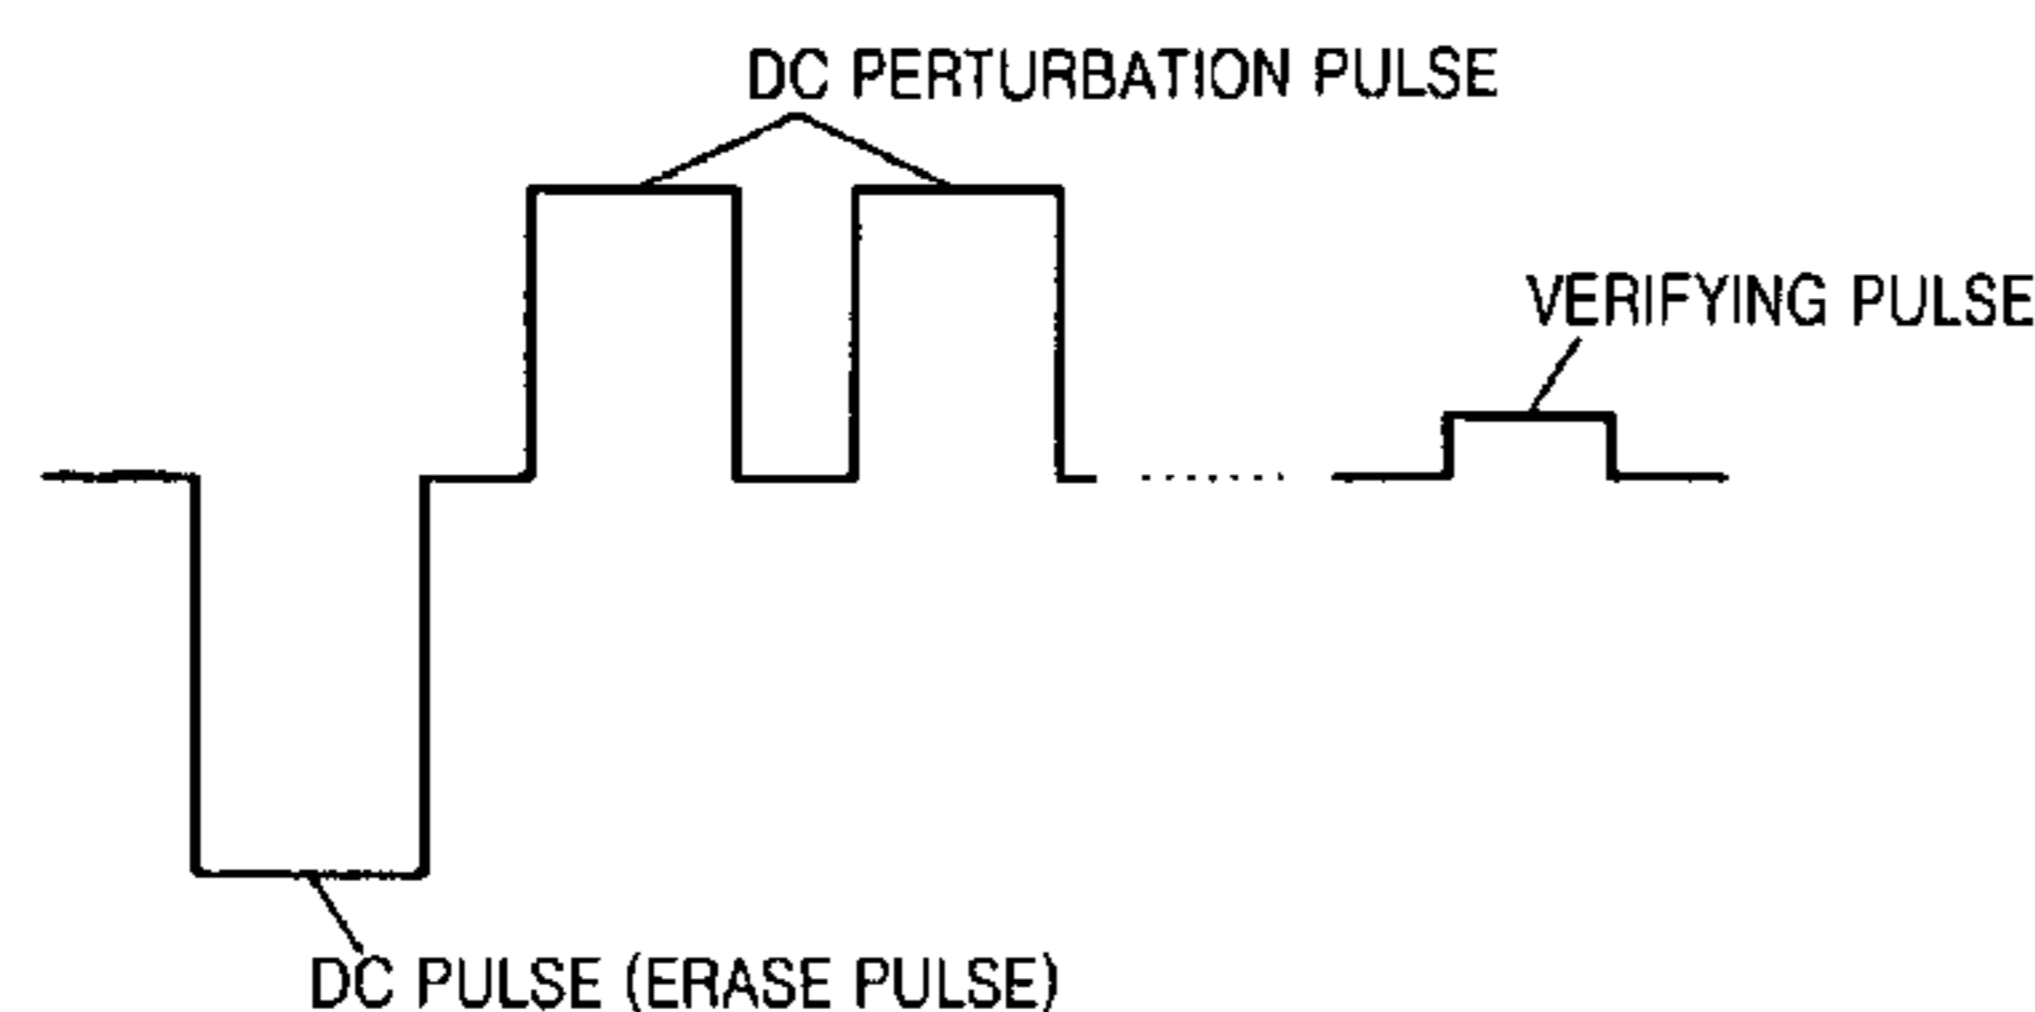 DC PERTURBATION PULSE
VERIFYING PULSE
DC PULSE (ERASE PULSE)